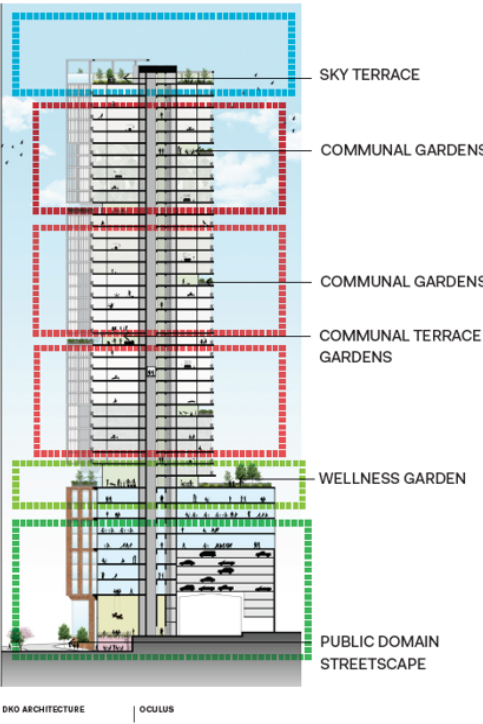 SKY TERRACE
COMMUNAL GARDENS
COMMUNAL GARDENS
COMMUNAL TERRACE
GARDENS
WELLNESS GARDEN
PUBLIC DOMAIN
STREETSCAPE
DKO ARCHITECTURE
OCULUS